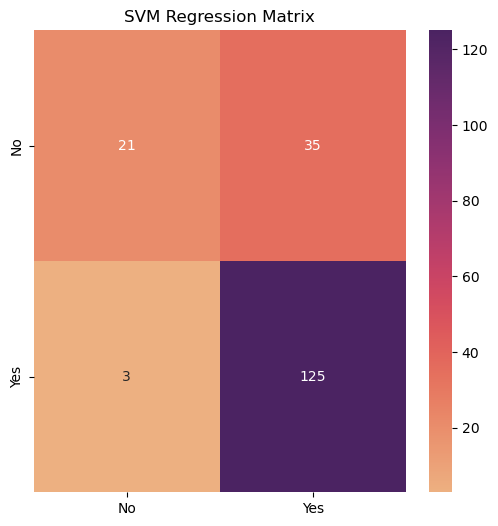 SVM Regression Matrix
120
No 21 35
100
80
60
Yes 3 125
40
20
No Yes